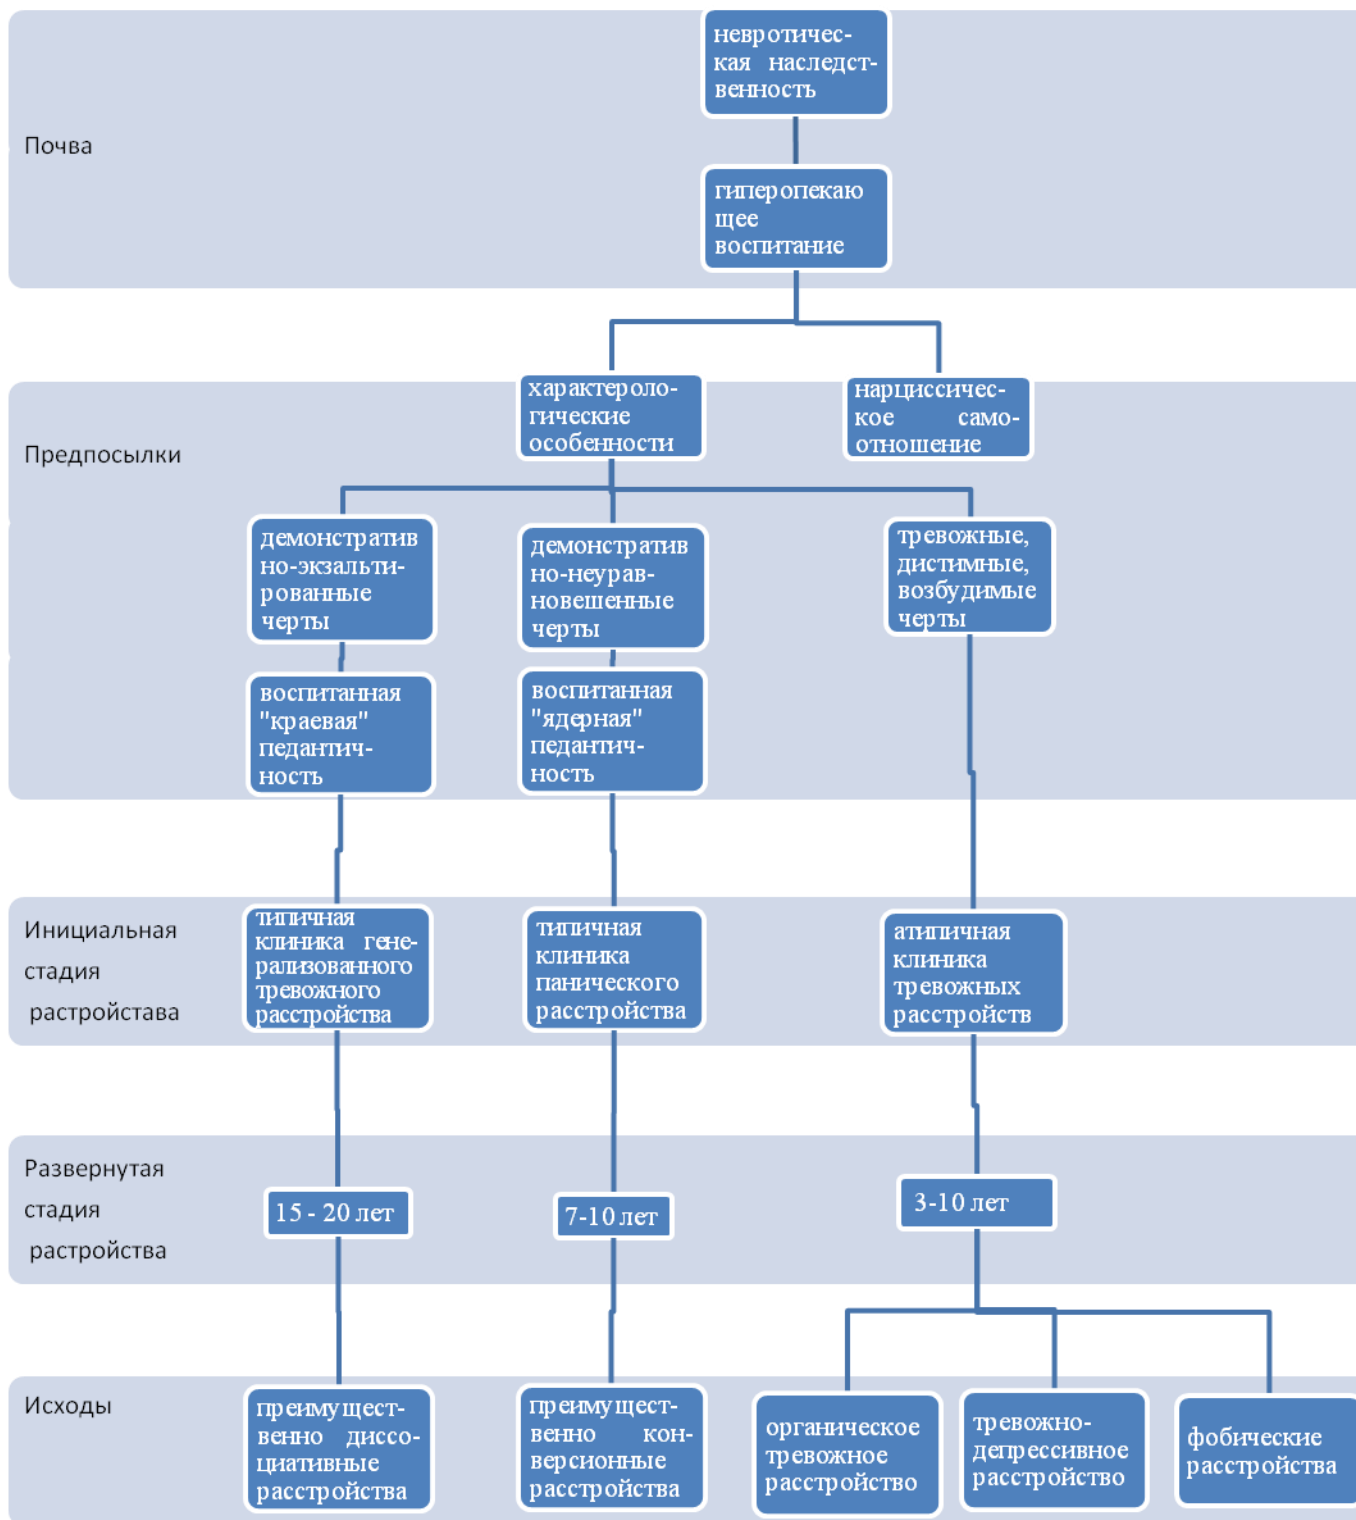 невротичес-
кая наследст-
венность
Почва
гиперопекаю
щее
воспитание
характероло-
гические
особенности
нарциссичес-
кое само-
отношение
Предпосылки
демонстратив
но-экзальти-
рованные
черты
демонстратив
но-неурав-
новешенные
черты
тревожные,
дистимные,
возбудимые
черты
воспитанная
"краевая"
педантич-
ность
воспитанная
"ядерная"
педантич-
ность
Инициальная
стадия
растройстава
типичная
клиника гене-
рализованного
тревожного
расстройства
типичная
клиника
панического
расстройства
атипичная
клиника
тревожных
расстройств
Развернутая
стадия
растройства
15 - 20 лет
7-10 лет
3-10 лет
Исходы
преимущест-
венно диссо-
циативные
расстройства
преимущест-
венно кон-
версионные
расстройства
органическое
тревожное
расстройство
тревожно-
депрессивное
расстройство
фобические
расстройства